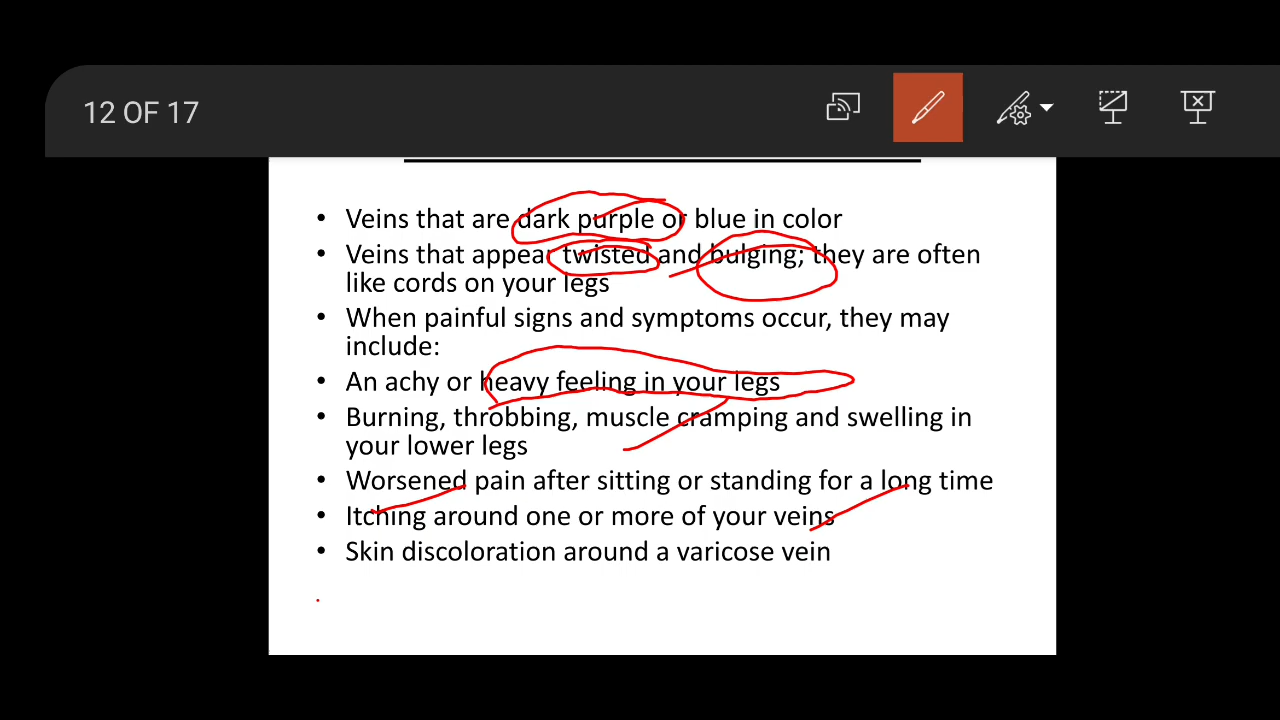 12 OF 17
• Veins that are dark purple or blue in color
• Veins that appear twisted and bulging; they are often
like cords on your legs
• When painful signs and symptoms occur, they may
include:
• An achy or heavy feeling in your legs
• Burning, throbbing, muscle cramping and swelling in
your lower legs
• Worsened pain after sitting or standing for a long time
• Itching around one or more of your veins
• Skin discoloration around a varicose vein